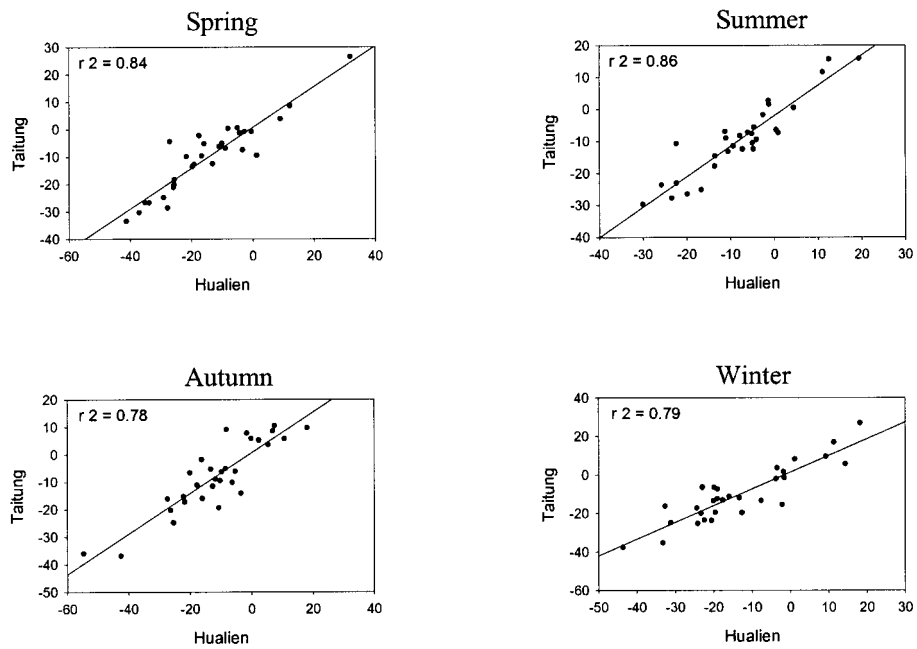 Spring
r 2 = 0.84
30
20
10
0
-10
-20
-30
-40
Taitung
-60 -40 -20 0 20 40
Hualien
Summer
r 2 = 0.86
20
10
0
-10
-20
-30
-40
Taitung
-40 -30 -20 -10 0 10 20 30
Hualien
Autumn
r 2 = 0.78
20
10
0
-10
-20
-30
-40
-50
Taitung
-60 -40 -20 0 20 40
Hualien
Winter
r 2 = 0.79
40
20
0
-20
-40
-60
Taitung
-50 -40 -30 -20 -10 0 10 20 30
Hualien